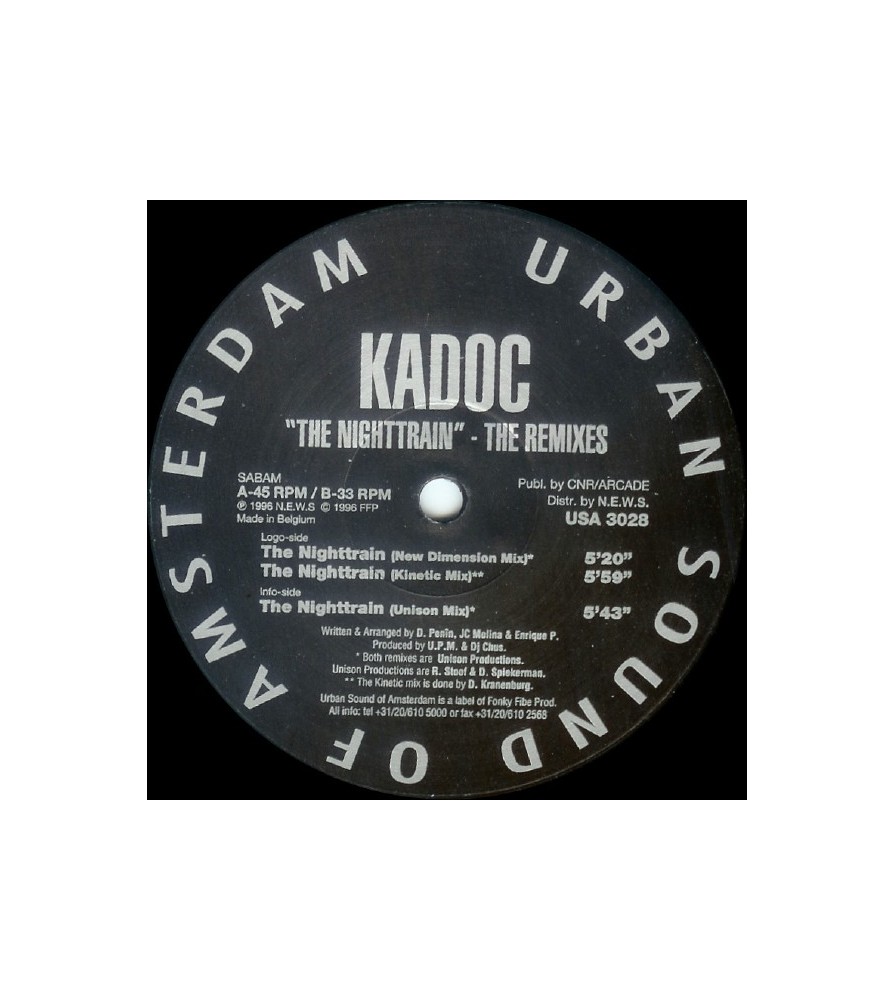 URBAN SOUND OF AMSTERDAM
KADOC
"THE NIGHTTRAIN" - THE REMIXES
SABAM
A-45 RPM / B-33 RPM
℗ 1996 N.E.W.S © 1996 FFP
Made in Belgium
Publ. by CNR/ARCADE
Distr. by N.E.W.S.
USA 3028
Logo-side
The Nighttrain (New Dimension Mix)* 5'20"
The Nighttrain (Kinetic Mix)** 5'59"
Info-side
The Nighttrain (Unison Mix)* 5'43"
Written & Arranged by D. Penin, JC Molina & Enrique P.
Produced by U.P.M. & Dj Chus.
* Both remixes are Unison Productions.
Unison Productions are R. Stoof & D. Spiekerman.
** The Kinetic mix is done by D. Kranenburg.
Urban Sound of Amsterdam is a label of Fonky Fibe Prod.
All info: tel +31/20/610 5000 or fax +31/20/610 2568